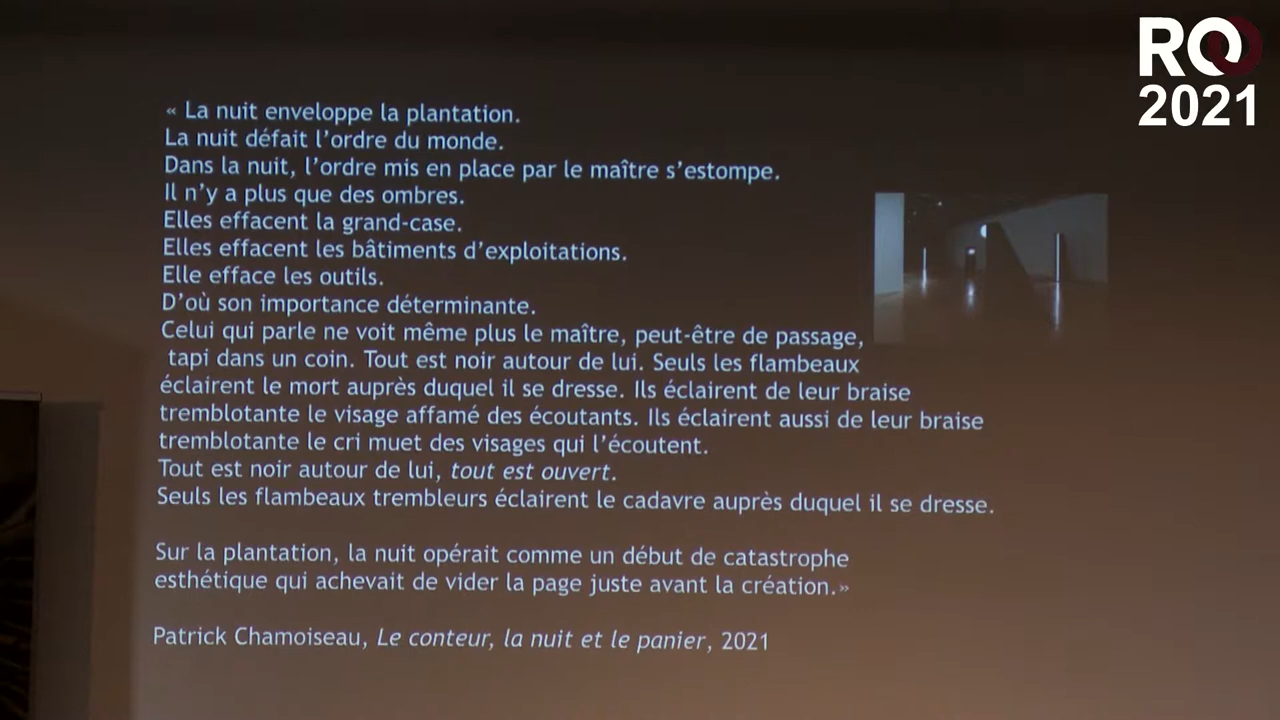 RO
2021
« La nuit enveloppe la plantation.
La nuit défait l’ordre du monde.
Dans la nuit, l’ordre mis en place par le maître s’estompe.
Il n’y a plus que des ombres.
Elles effacent la grand-case.
Elles effacent les bâtiments d’exploitations.
Elle efface les outils.
D’où son importance déterminante.
Celui qui parle ne voit même plus le maître, peut-être de passage,
tapi dans un coin. Tout est noir autour de lui. Seuls les flambeaux
éclairent le mort auprès duquel il se dresse. Ils éclairent de leur braise
tremblotante le visage affamé des écoutants. Ils éclairent aussi de leur braise
tremblotante le cri muet des visages qui l’écoutent.
Tout est noir autour de lui, tout est ouvert.
Seuls les flambeaux trembleurs éclairent le cadavre auprès duquel il se dresse.
Sur la plantation, la nuit opérait comme un début de catastrophe
esthétique qui achevait de vider la page juste avant la création.»
Patrick Chamoiseau, Le conteur, la nuit et le panier, 2021